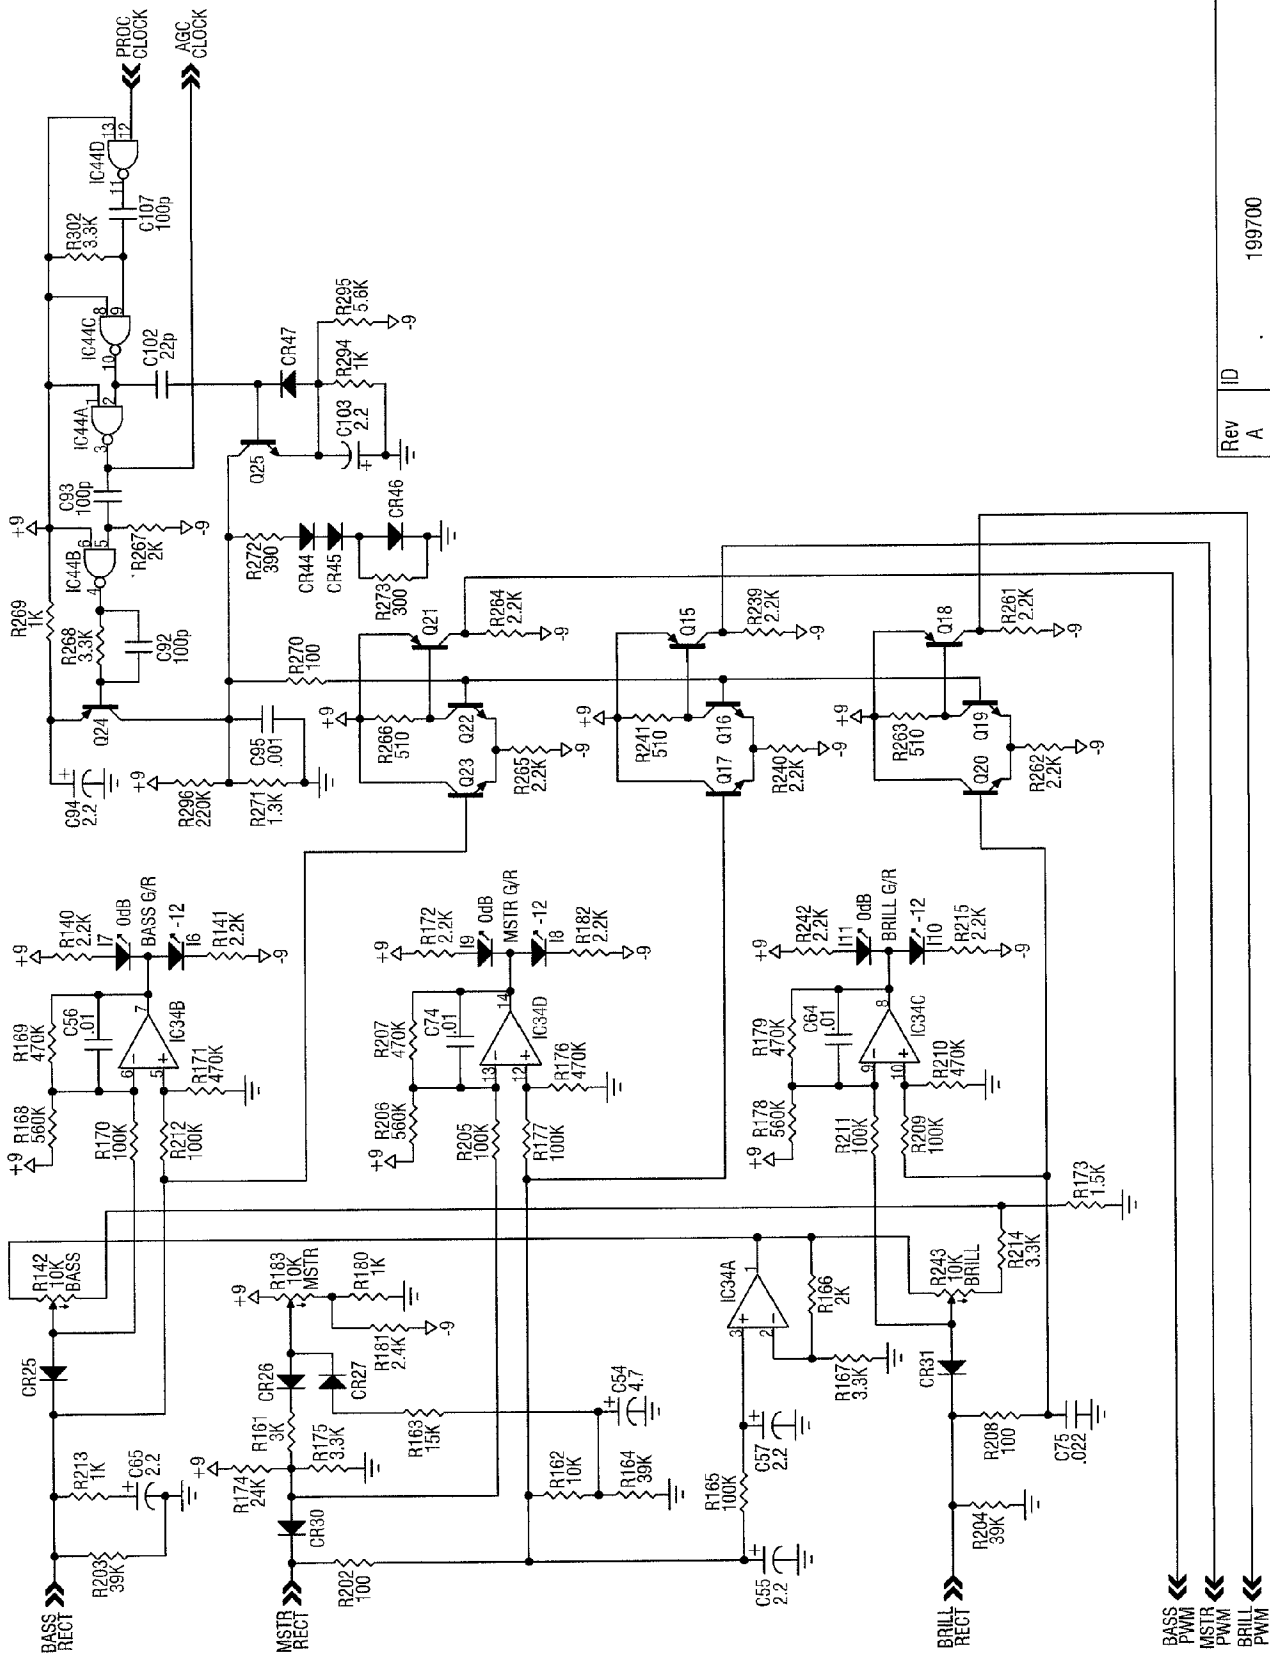 PROC
CLOCK
AGC
CLOCK
13
12
IC44D
11
R302
3.3K
C107
100p
8
9
IC44C
10
C102
22p
1
2
IC44A
3
CR47
R295
5.6K
-9
R294
1K
C103
2.2
+
Q25
C93
100p
+9
6
5
IC44B
4
R267
2K
-9
R269
1K
R268
3.3K
C92
100p
Q24
C94
2.2
+
C95
.001
+9
R296
220K
R271
1.3K
R272
390
CR44
CR45
CR46
R273
300
R270
100
Q21
R264
2.2K
-9
+9
R266
510
Q22
Q23
R265
2.2K
-9
Q15
R239
2.2K
-9
+9
R241
510
Q16
Q17
R240
2.2K
-9
Q18
R261
2.2K
-9
+9
R263
510
Q19
Q20
R262
2.2K
-9
+9
R140
2.2K
I7
0dB
BASS G/R
-12
I6
R141
2.2K
-9
R169
470K
C56
.01
7
IC34B
6
5
-
+
R171
470K
R168
560K
+9
R170
100K
R212
100K
+9
R172
2.2K
I9
0dB
MSTR G/R
-12
I8
R182
2.2K
-9
R207
470K
C74
.01
14
IC34D
13
12
-
+
R176
470K
R206
560K
+9
R205
100K
R177
100K
+9
R242
2.2K
I11
0dB
BRILL G/R
-12
I10
R215
2.2K
-9
R179
470K
C64
.01
8
IC34C
9
10
-
+
R210
470K
R178
560K
+9
R211
100K
R209
100K
R173
1.5K
R142
10K
BASS
CR25
R213
1K
C65
2.2
+
R203
39K
BASS
RECT
+9
R183
10K
MSTR
R180
1K
R181
2.4K
-9
CR26
CR27
R161
3K
R175
3.3K
R163
15K
C54
4.7
+
+9
R174
24K
CR30
R162
10K
R164
39K
MSTR
RECT
R202
100
IC34A
1
3
2
+
-
R166
2K
R167
3.3K
C57
2.2
+
R165
100K
C55
2.2
+
R243
10K
BRILL
R214
3.3K
CR31
R208
100
C75
.022
R204
39K
BRILL
RECT
BASS
PWM
MSTR
PWM
BRILL
PWM
Rev
A
ID
199700